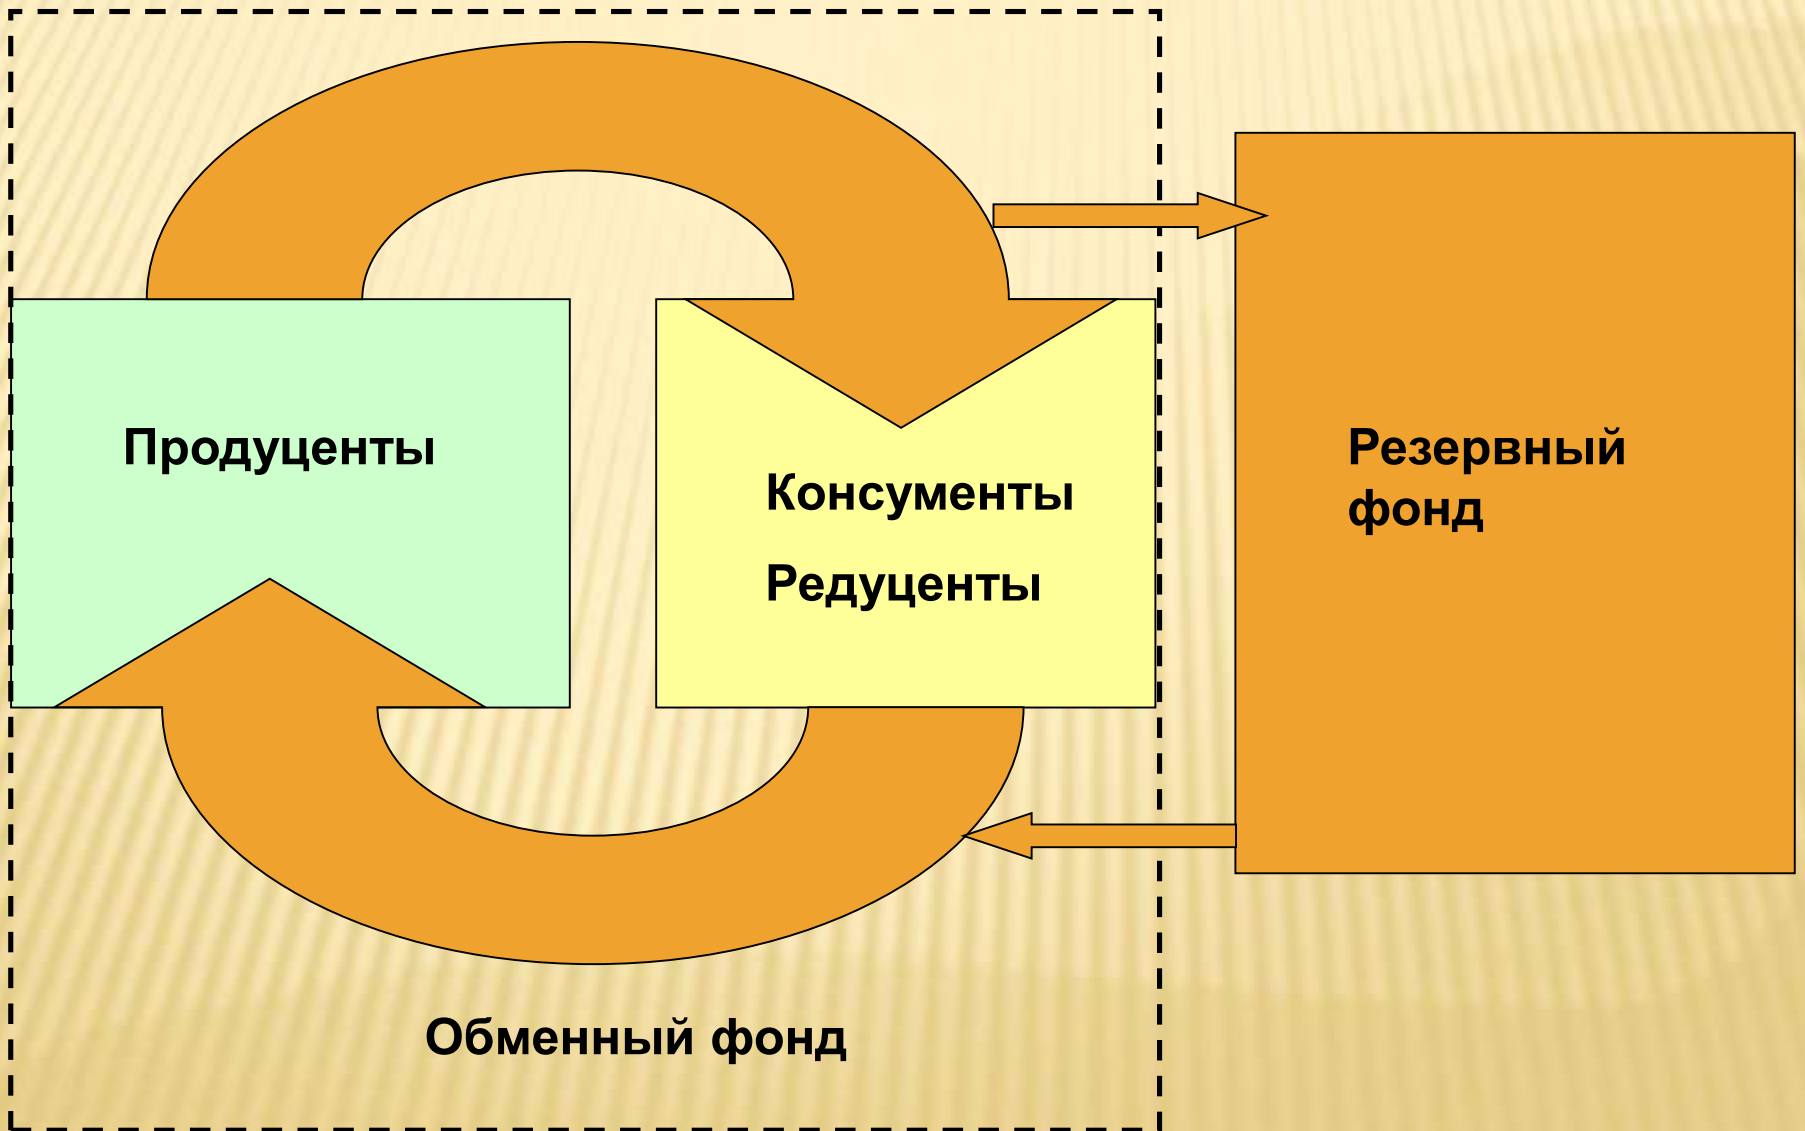 Продуценты
Консументы
Редуценты
Резервный
фонд
Обменный фонд